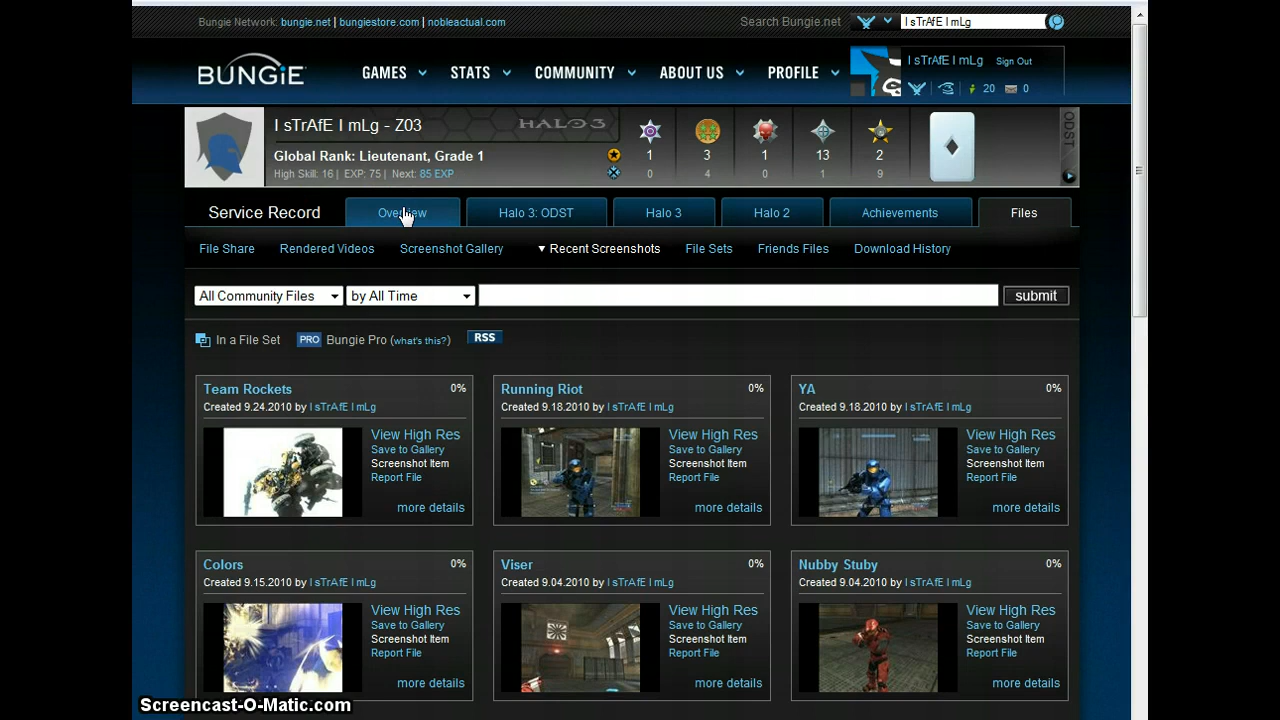 Bungie Network: bungie.net | bungiestore.com | nobleactual.com
Search Bungie.net I sTrAfE I mLg
BUNGiE
GAMES STATS COMMUNITY ABOUT US PROFILE
I sTrAfE I mLg Sign Out
20 0
I sTrAfE I mLg - Z03
HALO 3
Global Rank: Lieutenant, Grade 1
High Skill: 16 | EXP: 75 | Next: 85 EXP
1 3 1 13 2
0 4 0 1 9
ODST
Service Record Overview Halo 3: ODST Halo 3 Halo 2 Achievements Files
File Share Rendered Videos Screenshot Gallery Recent Screenshots File Sets Friends Files Download History
All Community Files by All Time submit
In a File Set PRO Bungie Pro (what's this?) RSS
Team Rockets 0%
Created 9.24.2010 by I sTrAfE I mLg
View High Res
Save to Gallery
Screenshot Item
Report File
more details
Running Riot 0%
Created 9.18.2010 by I sTrAfE I mLg
View High Res
Save to Gallery
Screenshot Item
Report File
more details
YA 0%
Created 9.18.2010 by I sTrAfE I mLg
View High Res
Save to Gallery
Screenshot Item
Report File
more details
Colors 0%
Created 9.15.2010 by I sTrAfE I mLg
View High Res
Save to Gallery
Screenshot Item
Report File
more details
Viser 0%
Created 9.04.2010 by I sTrAfE I mLg
View High Res
Save to Gallery
Screenshot Item
Report File
more details
Nubby Stuby 0%
Created 9.04.2010 by I sTrAfE I mLg
View High Res
Save to Gallery
Screenshot Item
Report File
more details
Screencast-O-Matic.com